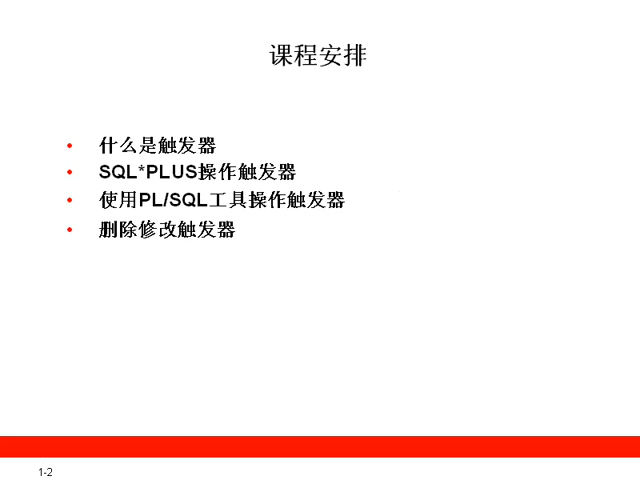 课程安排
• 什么是触发器
• SQL*PLUS操作触发器
• 使用PL/SQL工具操作触发器
• 删除修改触发器
1-2